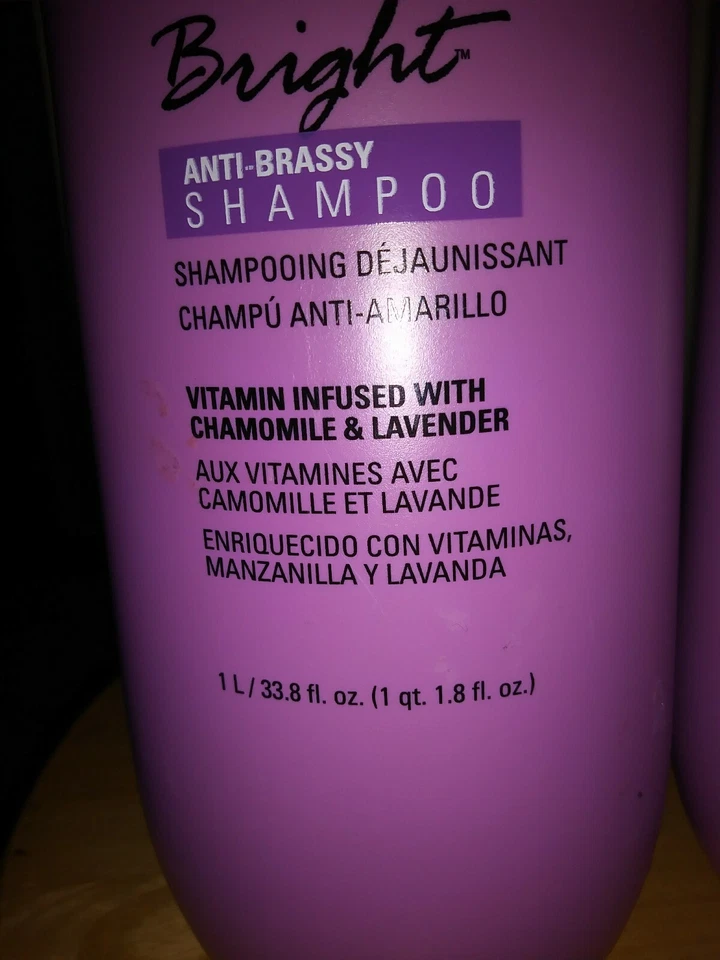 Bright™
ANTI-BRASSY
SHAMPOO
SHAMPOOING DÉJAUNISSANT
CHAMPÚ ANTI-AMARILLO
VITAMIN INFUSED WITH
CHAMOMILE & LAVENDER
AUX VITAMINES AVEC
CAMOMILLE ET LAVANDE
ENRIQUECIDO CON VITAMINAS,
MANZANILLA Y LAVANDA
1 L / 33.8 fl. oz. (1 qt. 1.8 fl. oz.)